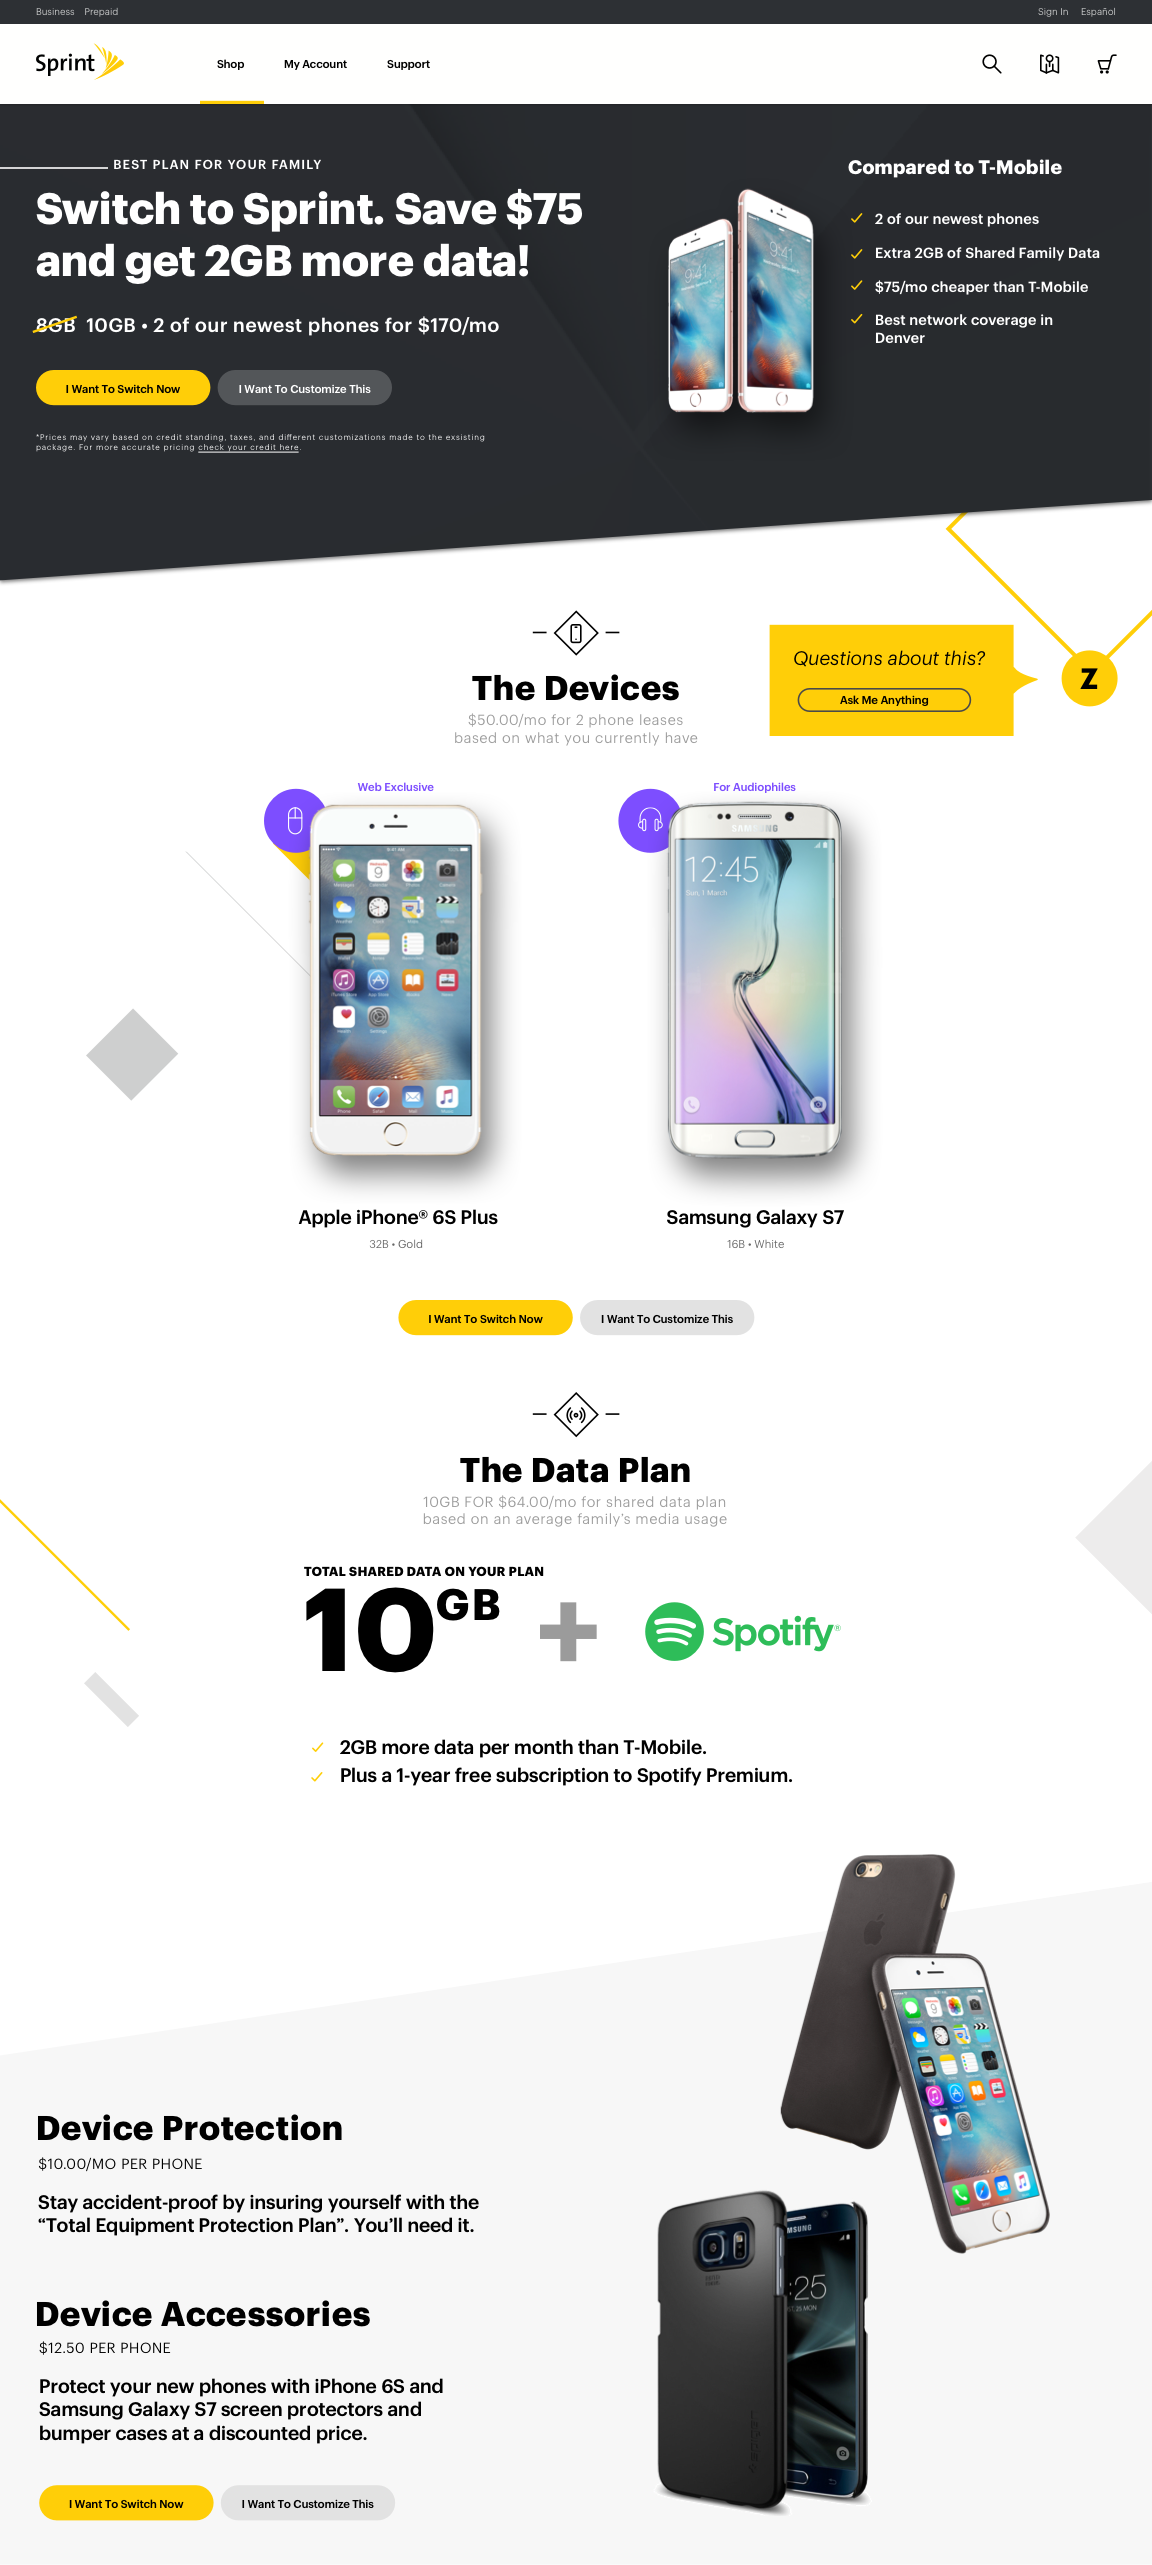 Business Prepaid
Sign In Español
Sprint
Shop My Account Support
BEST PLAN FOR YOUR FAMILY
Switch to Sprint. Save $75
and get 2GB more data!
8GB 10GB • 2 of our newest phones for $170/mo
I Want To Switch Now
I Want To Customize This
*Prices may vary based on credit standing, taxes, and different customizations made to the exsisting
package. For more accurate pricing check your credit here.
Compared to T-Mobile
2 of our newest phones
Extra 2GB of Shared Family Data
$75/mo cheaper than T-Mobile
Best network coverage in
Denver
9:41
9:41
The Devices
$50.00/mo for 2 phone leases
based on what you currently have
Questions about this?
Ask Me Anything
Z
Web Exclusive
For Audiophiles
SAMSUNG
12:45
Sun, 1 March
Apple iPhone® 6S Plus
32B • Gold
Samsung Galaxy S7
16B • White
I Want To Switch Now
I Want To Customize This
The Data Plan
10GB FOR $64.00/mo for shared data plan
based on an average family's media usage
TOTAL SHARED DATA ON YOUR PLAN
10GB + Spotify®
2GB more data per month than T-Mobile.
Plus a 1-year free subscription to Spotify Premium.
Device Protection
$10.00/MO PER PHONE
Stay accident-proof by insuring yourself with the
“Total Equipment Protection Plan”. You’ll need it.
Device Accessories
$12.50 PER PHONE
Protect your new phones with iPhone 6S and
Samsung Galaxy S7 screen protectors and
bumper cases at a discounted price.
I Want To Switch Now
I Want To Customize This